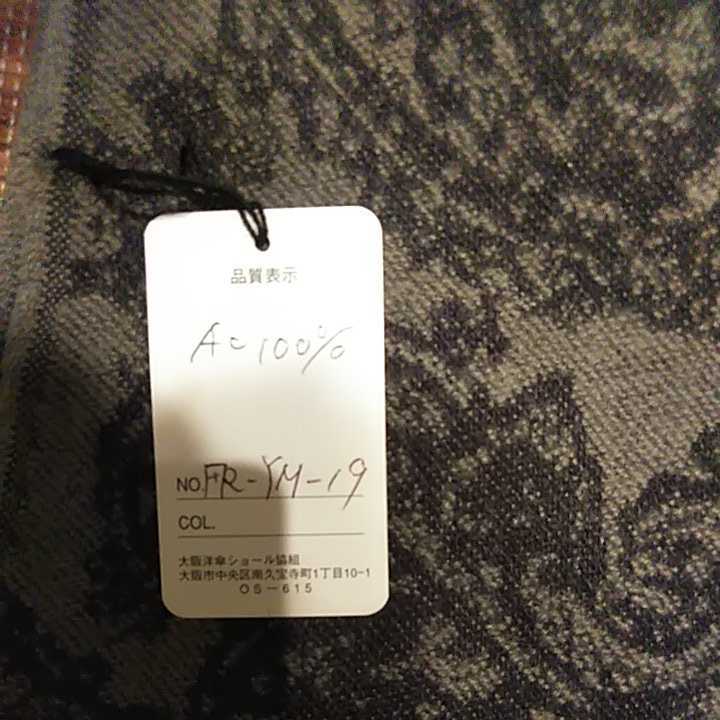 品質表示
Ac 100%
NO. FR-YM-19
COL.
大阪洋傘ショール協組
大阪市中央区南久宝寺町1丁目10-1
OS-615